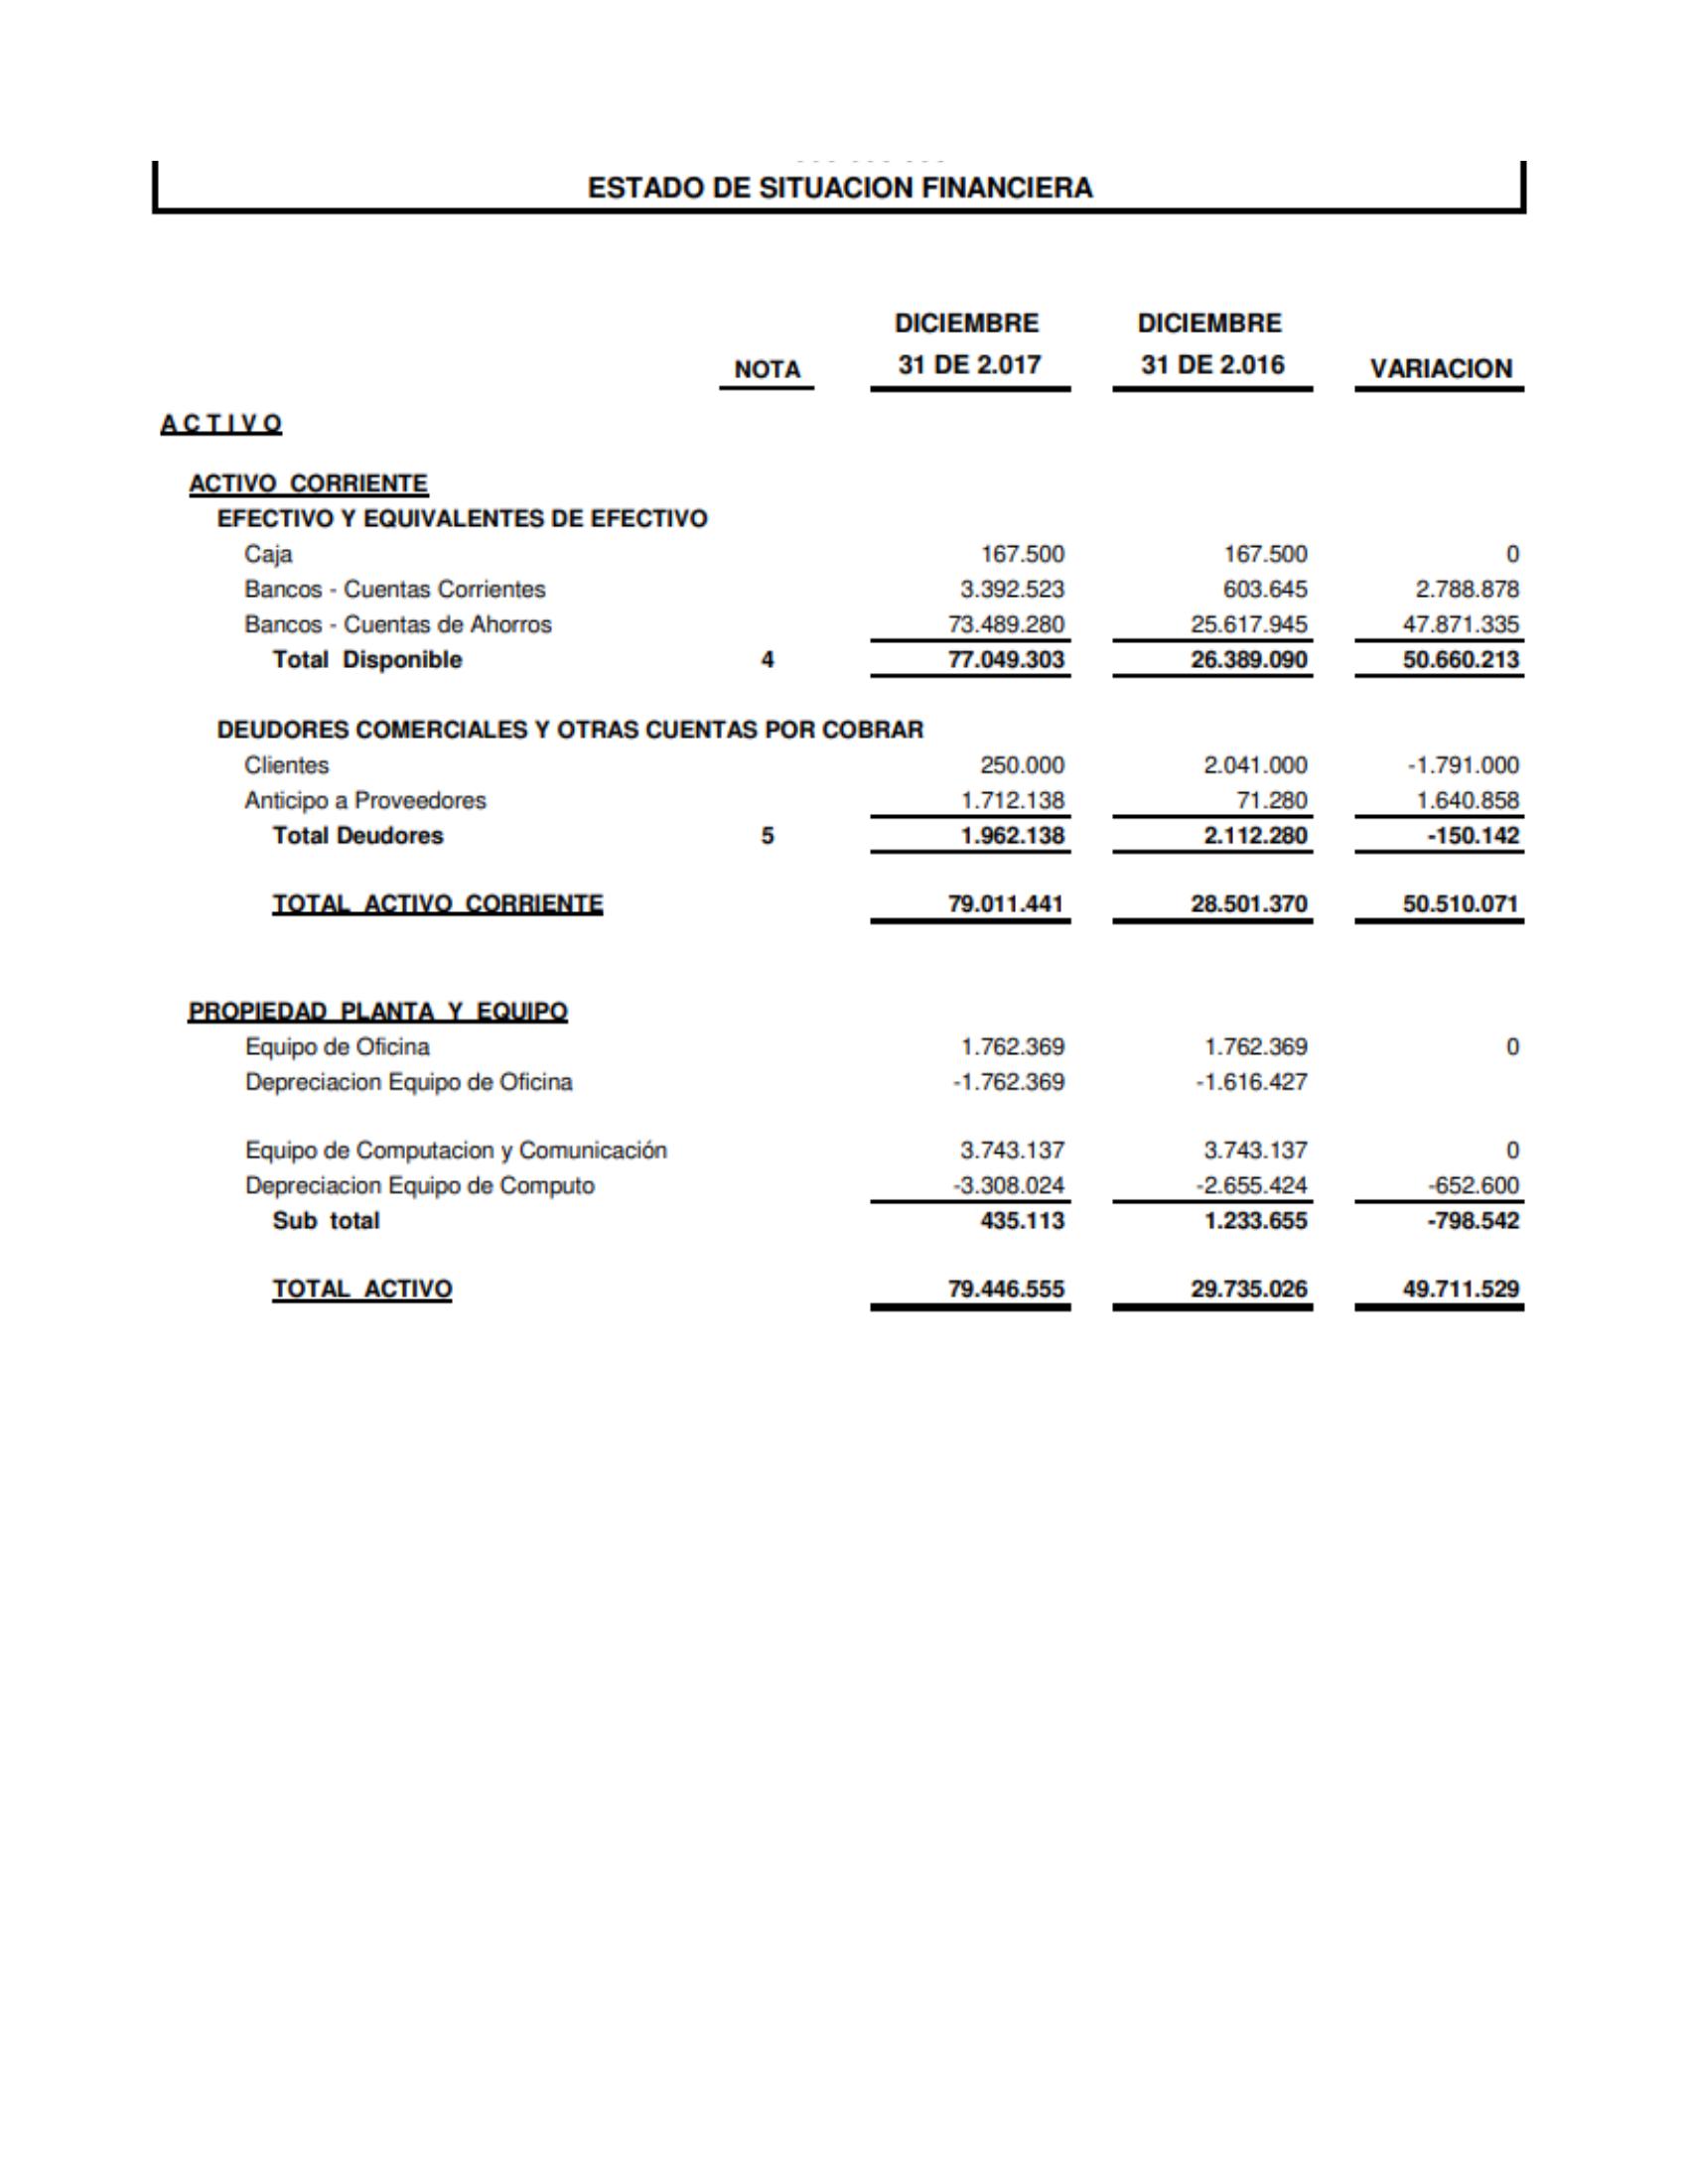 ESTADO DE SITUACION FINANCIERA
DICIEMBRE DICIEMBRE
NOTA 31 DE 2.017 31 DE 2.016 VARIACION
A C T I V O
ACTIVO CORRIENTE
EFECTIVO Y EQUIVALENTES DE EFECTIVO
Caja 167.500 167.500 0
Bancos - Cuentas Corrientes 3.392.523 603.645 2.788.878
Bancos - Cuentas de Ahorros 73.489.280 25.617.945 47.871.335
Total Disponible 4 77.049.303 26.389.090 50.660.213
DEUDORES COMERCIALES Y OTRAS CUENTAS POR COBRAR
Clientes 250.000 2.041.000 -1.791.000
Anticipo a Proveedores 1.712.138 71.280 1.640.858
Total Deudores 5 1.962.138 2.112.280 -150.142
TOTAL ACTIVO CORRIENTE 79.011.441 28.501.370 50.510.071
PROPIEDAD PLANTA Y EQUIPO
Equipo de Oficina 1.762.369 1.762.369 0
Depreciacion Equipo de Oficina -1.762.369 -1.616.427
Equipo de Computacion y Comunicación 3.743.137 3.743.137 0
Depreciacion Equipo de Computo -3.308.024 -2.655.424 -652.600
Sub total 435.113 1.233.655 -798.542
TOTAL ACTIVO 79.446.555 29.735.026 49.711.529